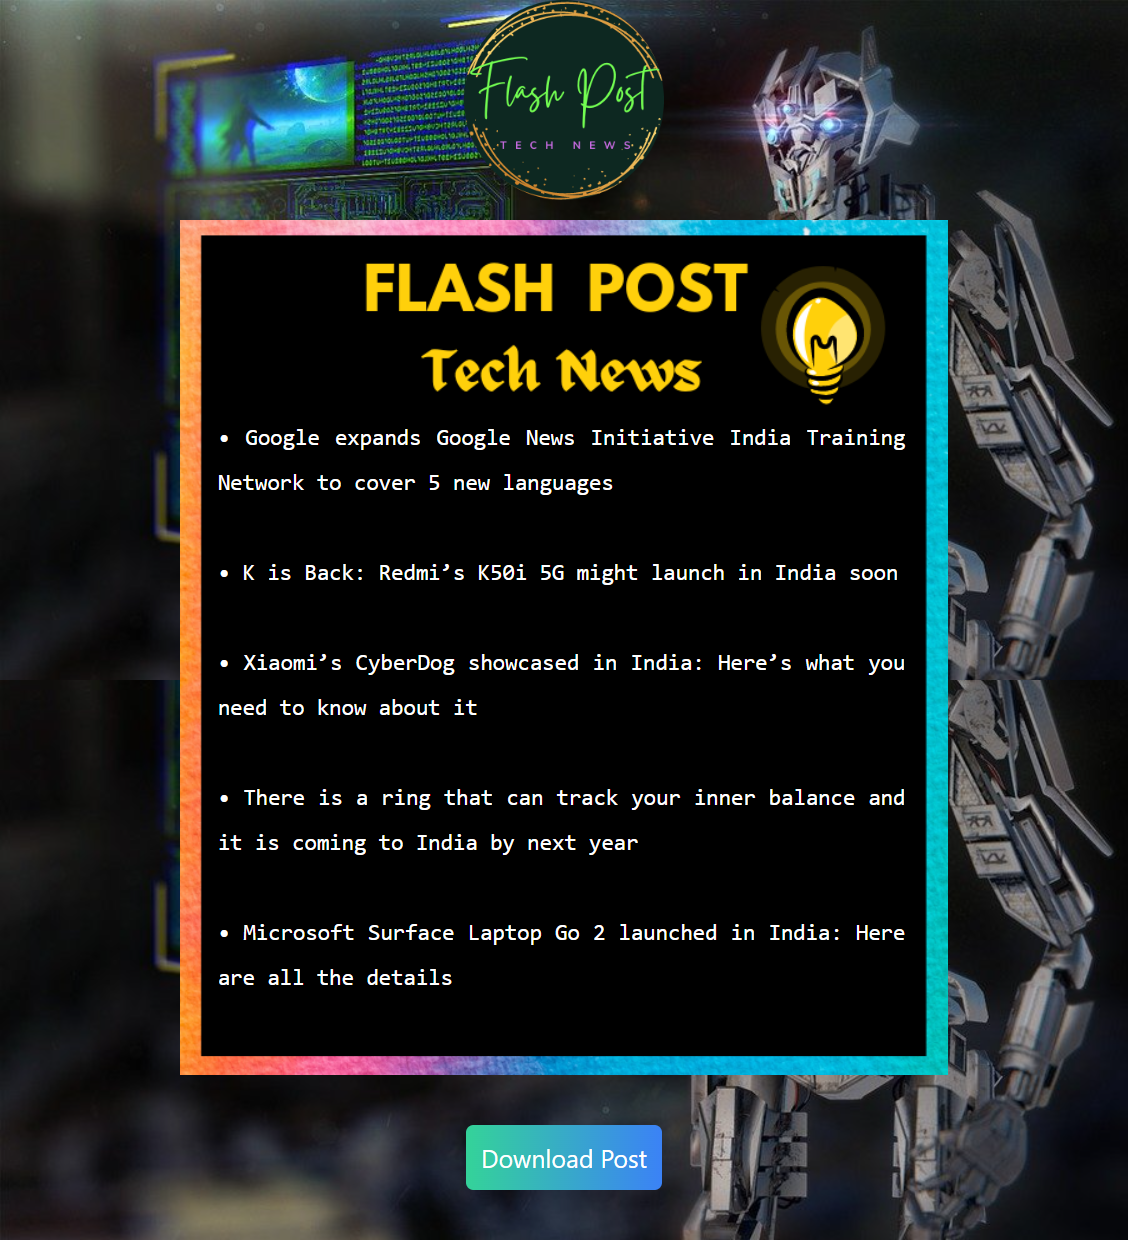 Flash Post
TECH NEWS
FLASH POST
Tech News
• Google expands Google News Initiative India Training
Network to cover 5 new languages
• K is Back: Redmi’s K50i 5G might launch in India soon
• Xiaomi’s CyberDog showcased in India: Here’s what you
need to know about it
• There is a ring that can track your inner balance and
it is coming to India by next year
• Microsoft Surface Laptop Go 2 launched in India: Here
are all the details
Download Post